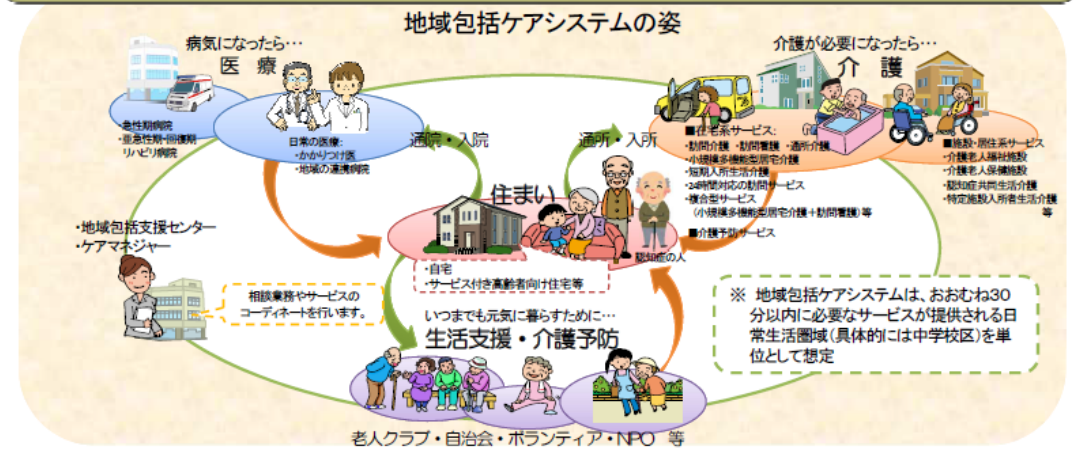 地域包括ケアシステムの姿
病気になったら…
医 療
介護が必要になったら…
介 護
・急性期病院
・亜急性期・回復期
リハビリ病院
日常の医療:
・かかりつけ医
・地域の連携病院
通院・入院
通所・入所
■在宅系サービス:
・訪問介護 ・訪問看護 ・通所介護
・小規模多機能型居宅介護
・短期入所生活介護
・24時間対応の訪問サービス
・複合型サービス
(小規模多機能型居宅介護+訪問看護)等
■介護予防サービス
■施設・居住系サービス
・介護老人福祉施設
・介護老人保健施設
・認知症共同生活介護
・特定施設入所者生活介護
等
住まい
認知症の人
・自宅
・サービス付き高齢者向け住宅等
・地域包括支援センター
・ケアマネジャー
相談業務やサービスの
コーディネートを行います。
いつまでも元気に暮らすために…
生活支援・介護予防
老人クラブ・自治会・ボランティア・NPO 等
※ 地域包括ケアシステムは、おおむね30
分以内に必要なサービスが提供される日
常生活圏域(具体的には中学校区)を単
位として想定